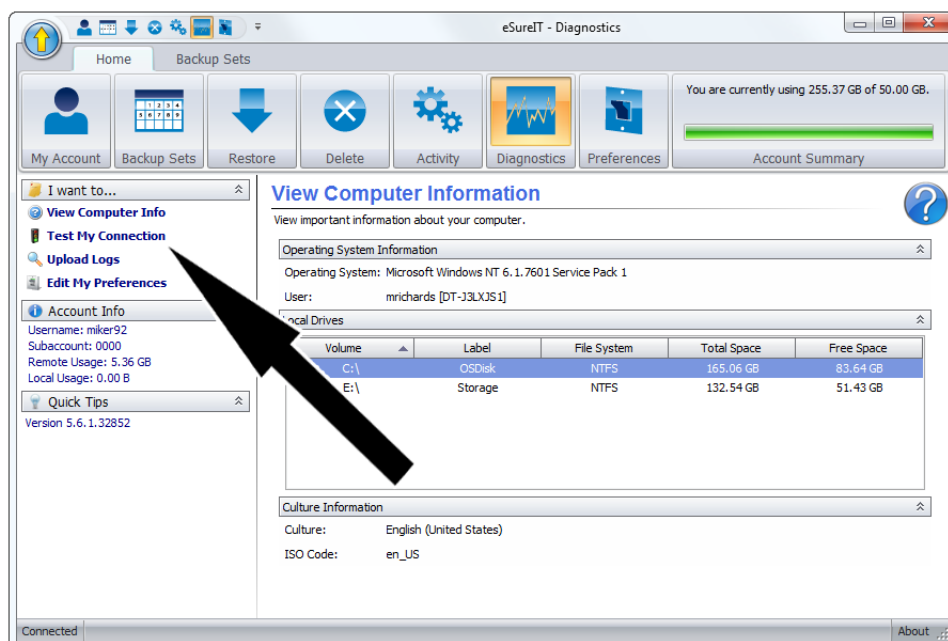 eSureIT - Diagnostics
Home Backup Sets
You are currently using 255.37 GB of 50.00 GB.
My Account Backup Sets Restore Delete Activity Diagnostics Preferences Account Summary
I want to...
View Computer Info
Test My Connection
Upload Logs
Edit My Preferences
Account Info
Username: miker92
Subaccount: 0000
Remote Usage: 5.36 GB
Local Usage: 0.00 B
Quick Tips
Version 5.6.1.32852
View Computer Information
View important information about your computer.
Operating System Information
Operating System: Microsoft Windows NT 6.1.7601 Service Pack 1
User: mrichards [DT-J3LXJS1]
Local Drives
Volume Label File System Total Space Free Space
C:\ OSDisk NTFS 165.06 GB 83.64 GB
E:\ Storage NTFS 132.54 GB 51.43 GB
Culture Information
Culture: English (United States)
ISO Code: en_US
Connected About